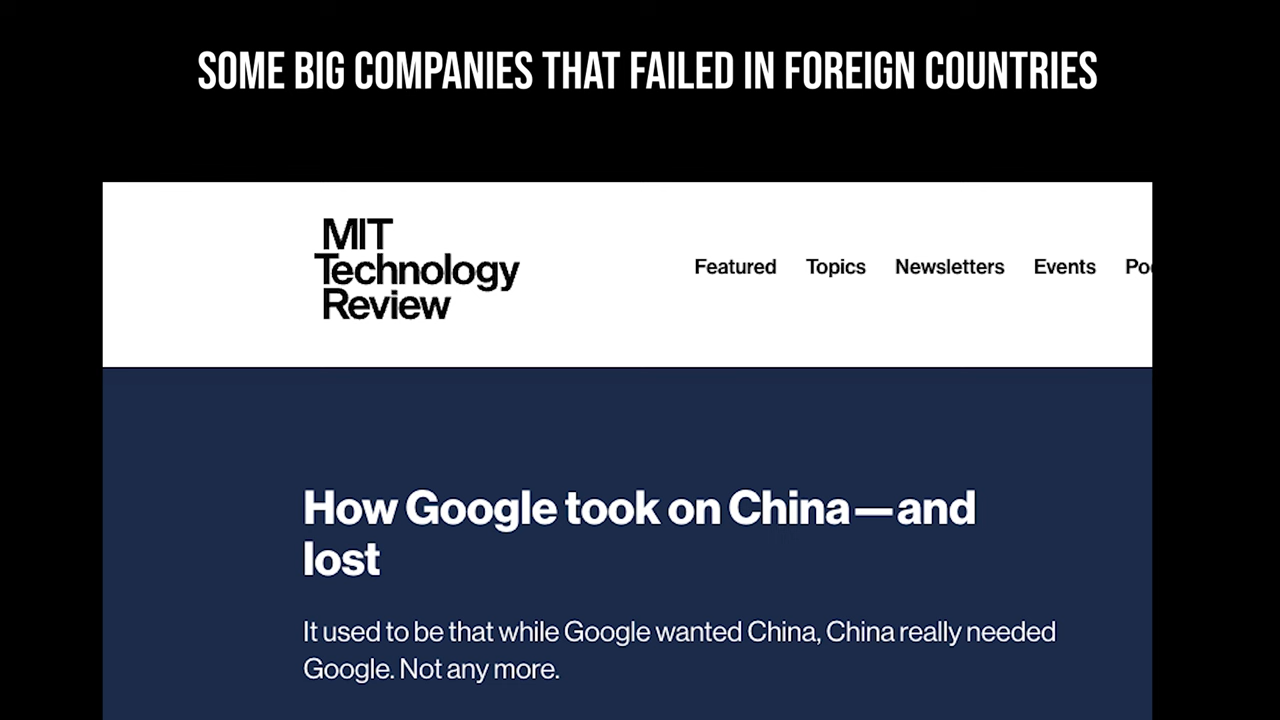 SOME BIG COMPANIES THAT FAILED IN FOREIGN COUNTRIES
MIT
Technology
Review
Featured Topics Newsletters Events
How Google took on China—and
lost
It used to be that while Google wanted China, China really needed
Google. Not any more.